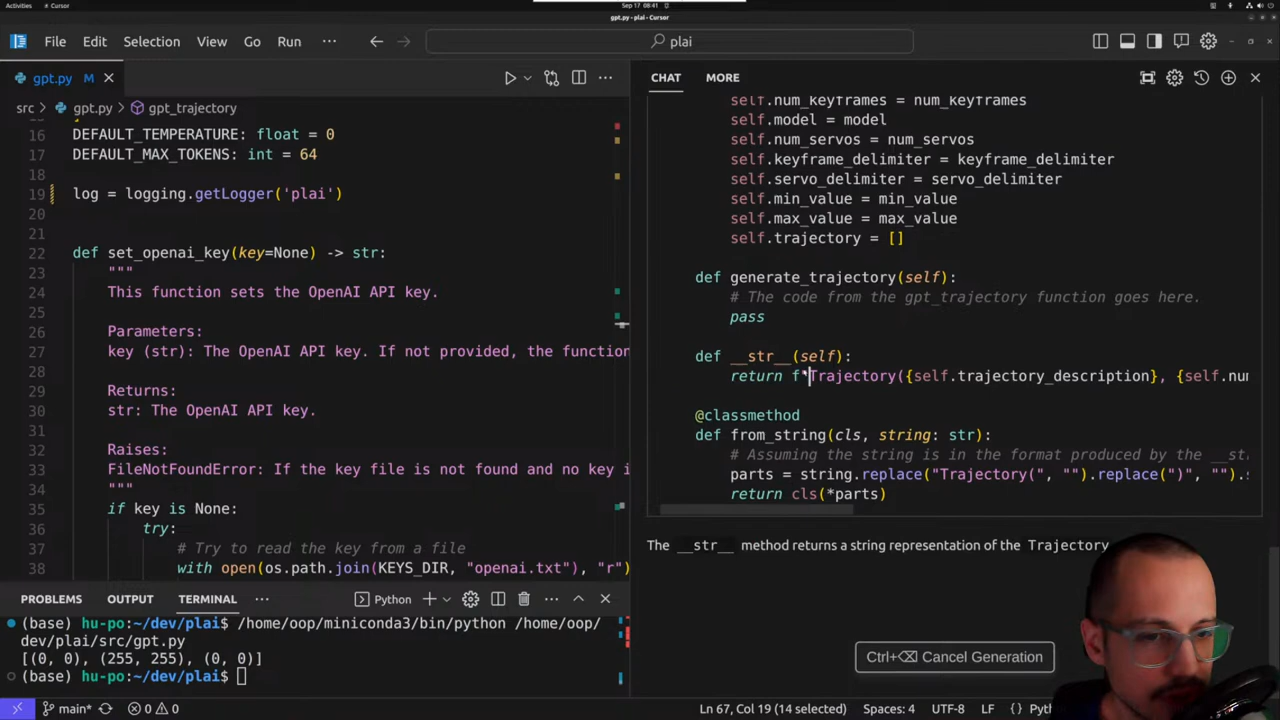 Activities
Cursor
Sep 17 08:41
gpt.py - plai - Cursor
File Edit Selection View Go Run ···
plai
gpt.py M
CHAT MORE
src > gpt.py > gpt_trajectory
16 DEFAULT_TEMPERATURE: float = 0
17 DEFAULT_MAX_TOKENS: int = 64
18
19 log = logging.getLogger('plai')
20
21
22 def set_openai_key(key=None) -> str:
23 """
24 This function sets the OpenAI API key.
25
26 Parameters:
27 key (str): The OpenAI API key. If not provided, the function
28
29 Returns:
30 str: The OpenAI API key.
31
32 Raises:
33 FileNotFoundError: If the key file is not found and no key i
34 """
35 if key is None:
36 try:
37 # Try to read the key from a file
38 with open(os.path.join(KEYS_DIR, "openai.txt"), "r")
self.num_keyframes = num_keyframes
self.model = model
self.num_servos = num_servos
self.keyframe_delimiter = keyframe_delimiter
self.servo_delimiter = servo_delimiter
self.min_value = min_value
self.max_value = max_value
self.trajectory = []
def generate_trajectory(self):
# The code from the gpt_trajectory function goes here.
pass
def __str__(self):
return f"Trajectory({self.trajectory_description}, {self.num
@classmethod
def from_string(cls, string: str):
# Assuming the string is in the format produced by the __st
parts = string.replace("Trajectory(", "").replace(")", "").s
return cls(*parts)
The __str__ method returns a string representation of the Trajectory
Ctrl+⌫ Cancel Generation
PROBLEMS OUTPUT TERMINAL ··· Python
(base) hu-po:~/dev/plai$ /home/oop/miniconda3/bin/python /home/oop/
dev/plai/src/gpt.py
[(0, 0), (255, 255), (0, 0)]
(base) hu-po:~/dev/plai$
main* 0 0 Ln 67, Col 19 (14 selected) Spaces: 4 UTF-8 LF {} Pyth